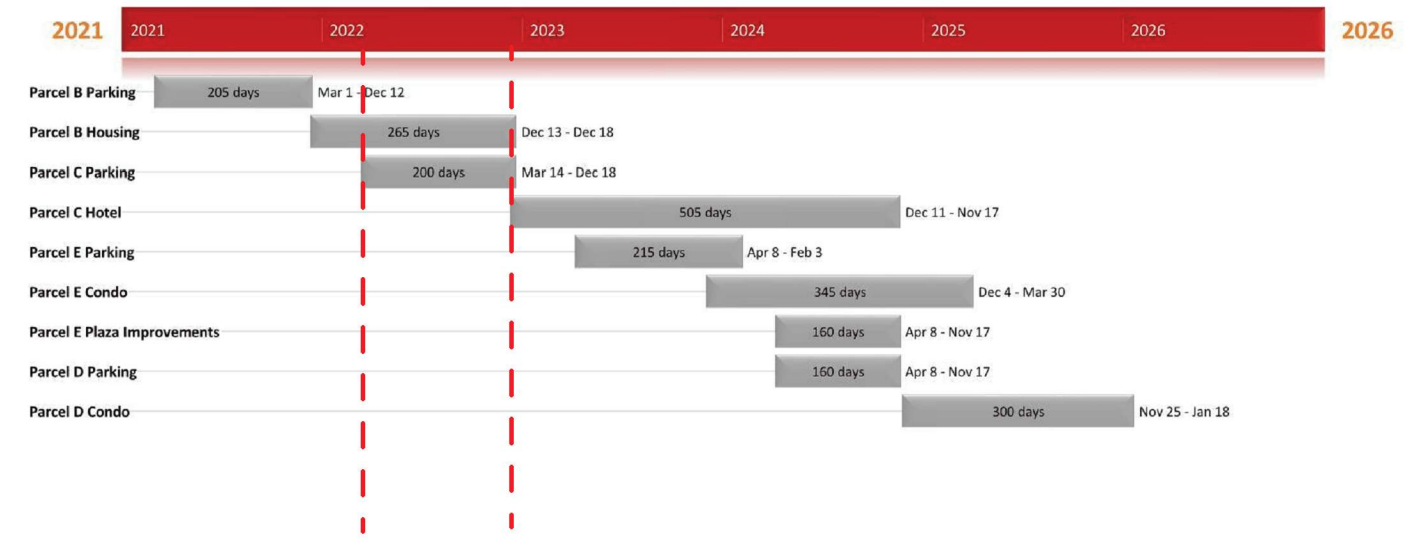 2021 2021 2022 2023 2024 2025 2026 2026
Parcel B Parking 205 days Mar 1 - Dec 12
Parcel B Housing 265 days Dec 13 - Dec 18
Parcel C Parking 200 days Mar 14 - Dec 18
Parcel C Hotel 505 days Dec 11 - Nov 17
Parcel E Parking 215 days Apr 8 - Feb 3
Parcel E Condo 345 days Dec 4 - Mar 30
Parcel E Plaza Improvements 160 days Apr 8 - Nov 17
Parcel D Parking 160 days Apr 8 - Nov 17
Parcel D Condo 300 days Nov 25 - Jan 18